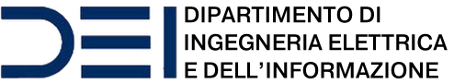 DEI
DIPARTIMENTO DI
INGEGNERIA ELETTRICA
E DELL'INFORMAZIONE